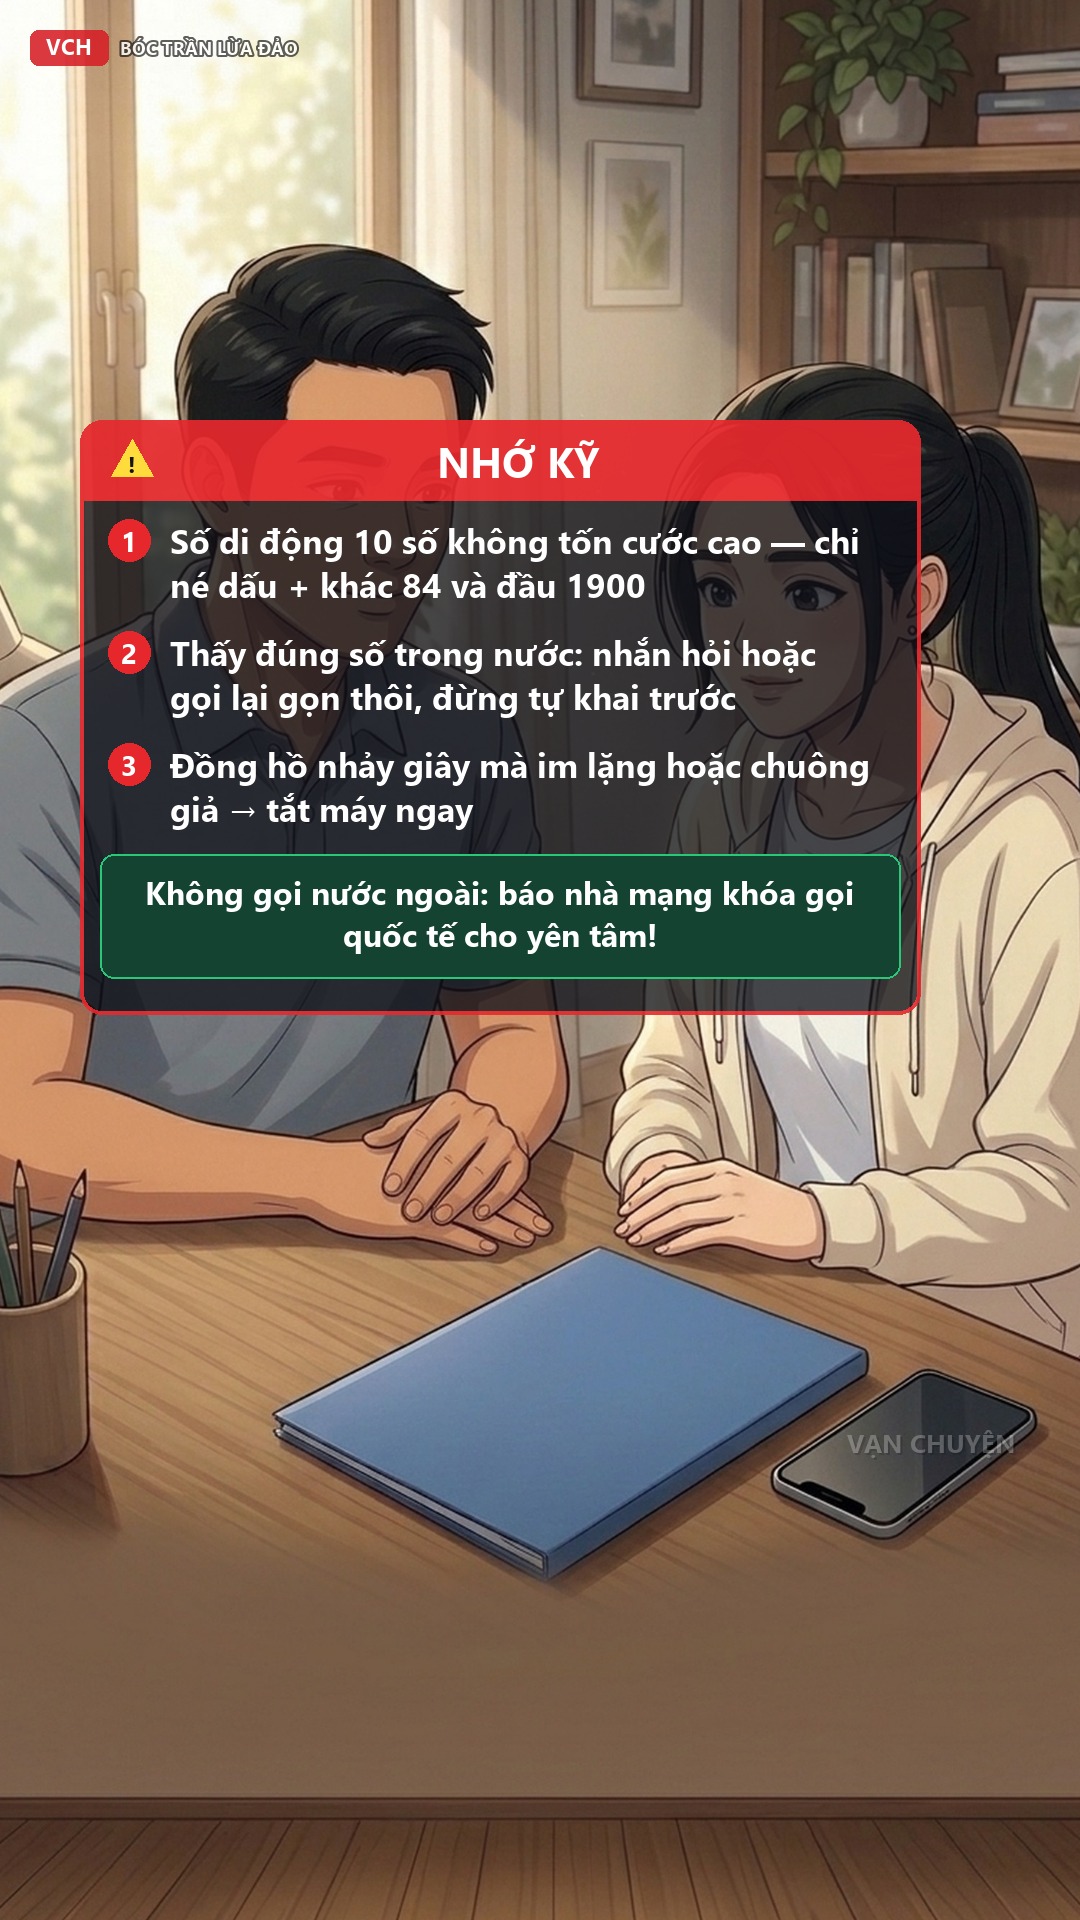 VCH BÓC TRẦN LỪA ĐẢO
! NHỚ KỸ
1 Số di động 10 số không tốn cước cao — chỉ
né dấu + khác 84 và đầu 1900
2 Thấy đúng số trong nước: nhắn hỏi hoặc
gọi lại gọn thôi, đừng tự khai trước
3 Đồng hồ nhảy giây mà im lặng hoặc chuông
giả → tắt máy ngay
Không gọi nước ngoài: báo nhà mạng khóa gọi
quốc tế cho yên tâm!
VẠN CHUYỆN